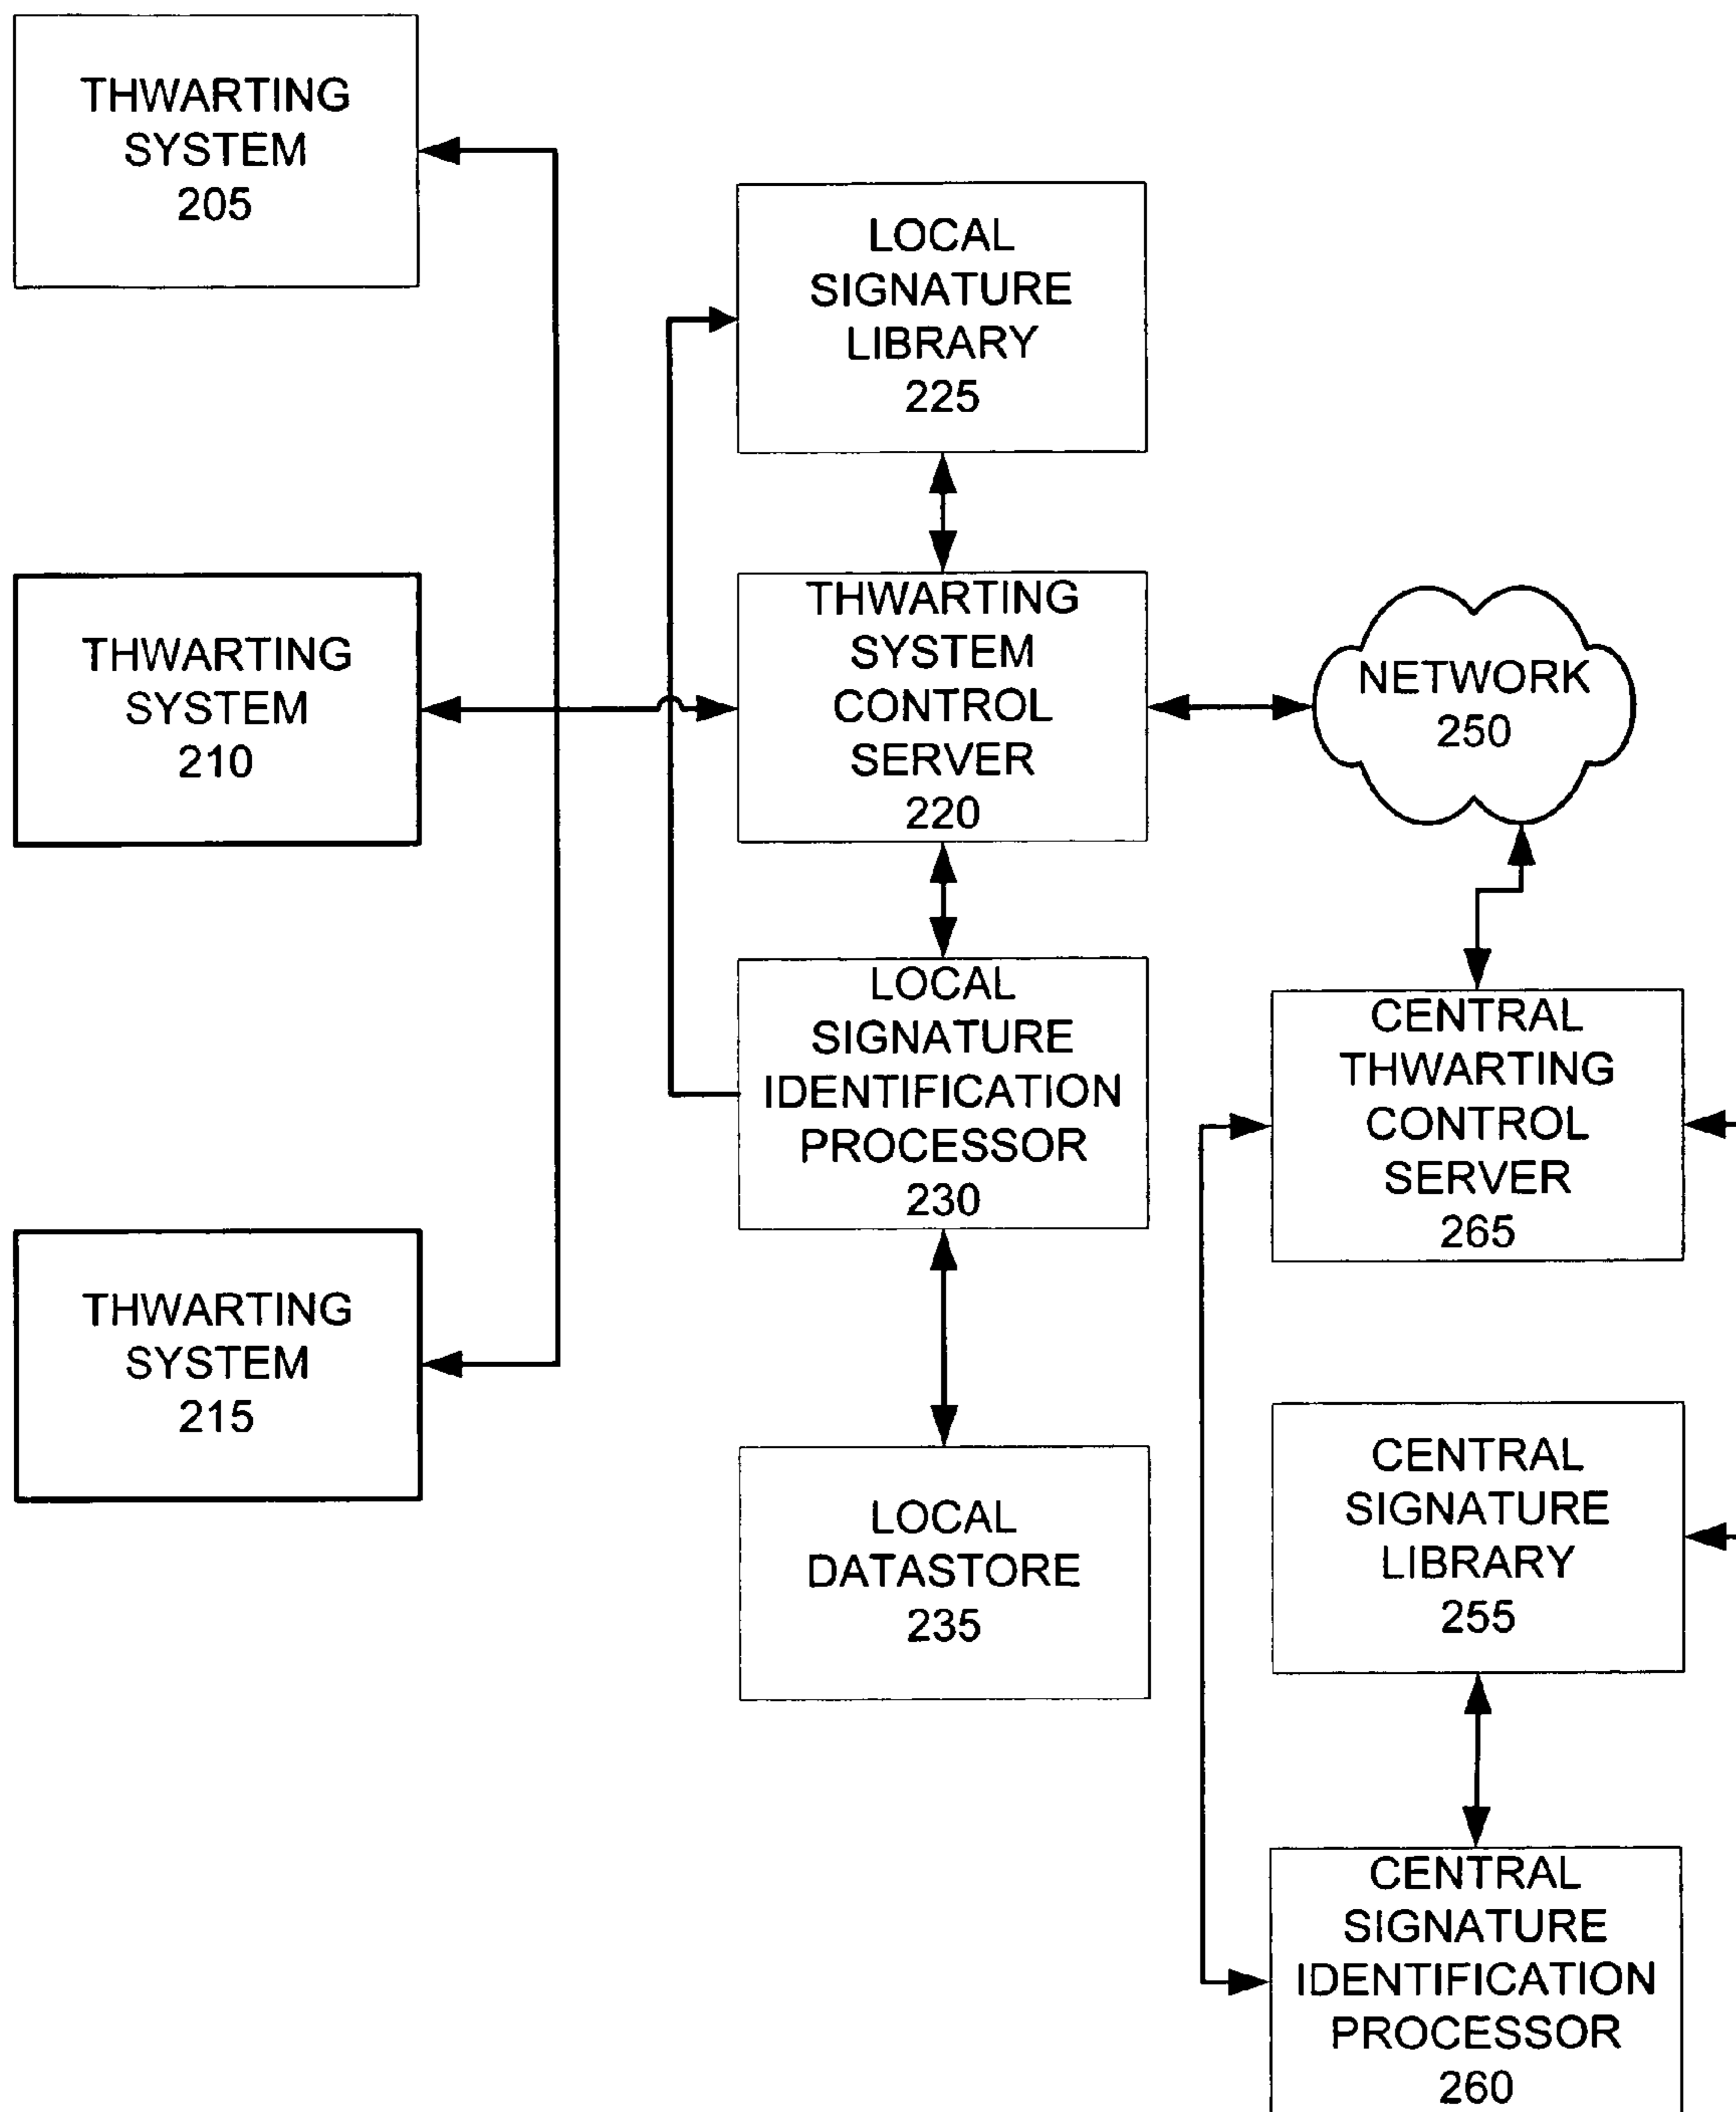 THWARTING
SYSTEM
205
LOCAL
SIGNATURE
LIBRARY
225
THWARTING
SYSTEM
210
THWARTING
SYSTEM
CONTROL
SERVER
220
NETWORK
250
LOCAL
SIGNATURE
IDENTIFICATION
PROCESSOR
230
CENTRAL
THWARTING
CONTROL
SERVER
265
THWARTING
SYSTEM
215
LOCAL
DATASTORE
235
CENTRAL
SIGNATURE
LIBRARY
255
CENTRAL
SIGNATURE
IDENTIFICATION
PROCESSOR
260